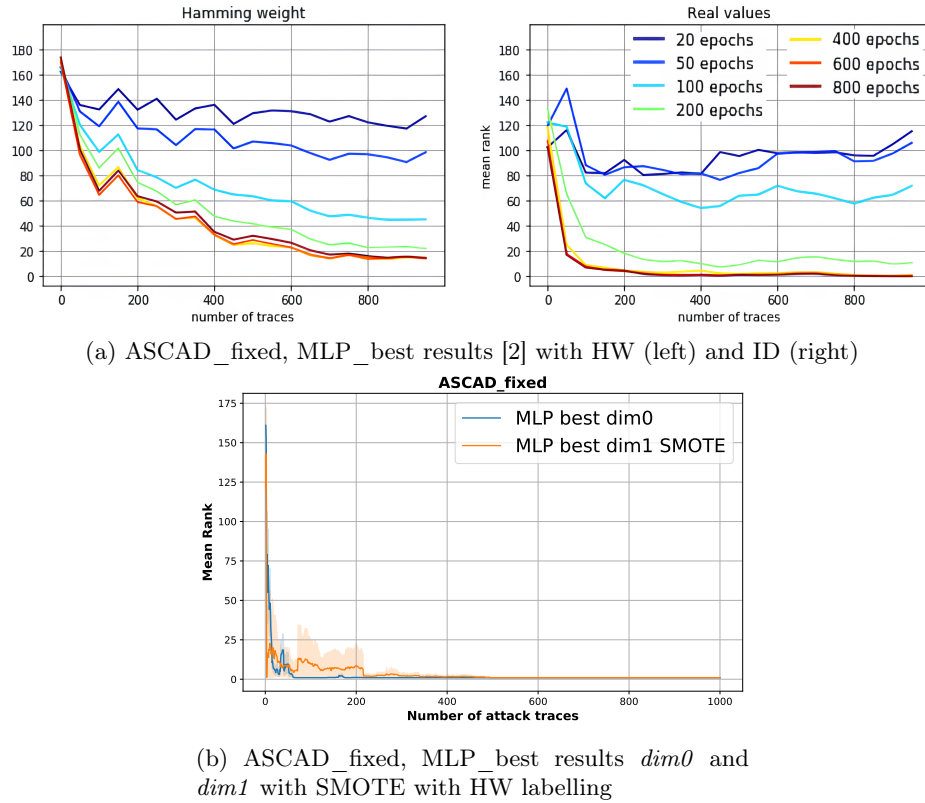 Hamming weight
180
160
140
120
100
80
60
40
20
0
0
200
400
600
800
number of traces
Real values
180
160
140
120
100
80
60
40
20
0
mean rank
20 epochs
50 epochs
100 epochs
200 epochs
400 epochs
600 epochs
800 epochs
0
200
400
600
800
number of traces
(a) ASCAD_fixed, MLP_best results [2] with HW (left) and ID (right)
ASCAD_fixed
175
150
125
100
75
50
25
0
Mean Rank
MLP best dim0
MLP best dim1 SMOTE
0
200
400
600
800
1000
Number of attack traces
(b) ASCAD_fixed, MLP_best results dim0 and
dim1 with SMOTE with HW labelling